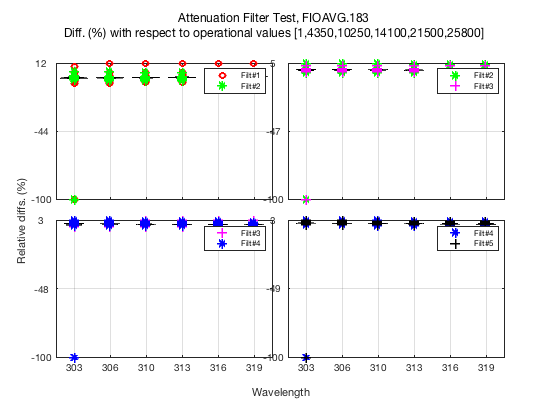 Attenuation Filter Test, FIOAVG.183
Diff. (%) with respect to operational values [1,4350,10250,14100,21500,25800]
12
-44
-100
Filt#1
Filt#2
5
-47
-100
Filt#2
Filt#3
Relative diffs. (%)
3
-48
-100
Filt#3
Filt#4
303 306 310 313 316 319
-49
-100
Filt#4
Filt#5
303 306 310 313 316 319
Wavelength